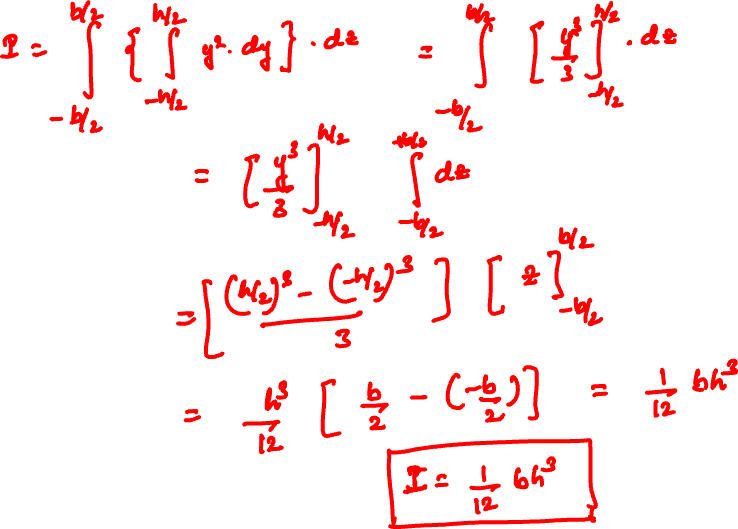 I = ∫_{-b/2}^{b/2} { ∫_{-h/2}^{h/2} y² · dy } · dz = ∫_{-b/2}^{b/2} [ y³/3 ]_{-h/2}^{h/2} · dz
= [ y³/3 ]_{-h/2}^{h/2} ∫_{-b/2}^{+b/2} dz
= [ ((h/2)³ - (-h/2)³)/3 ] [ z ]_{-b/2}^{b/2}
= h³/12 [ b/2 - (-b/2) ] = 1/12 bh³
I = 1/12 bh³